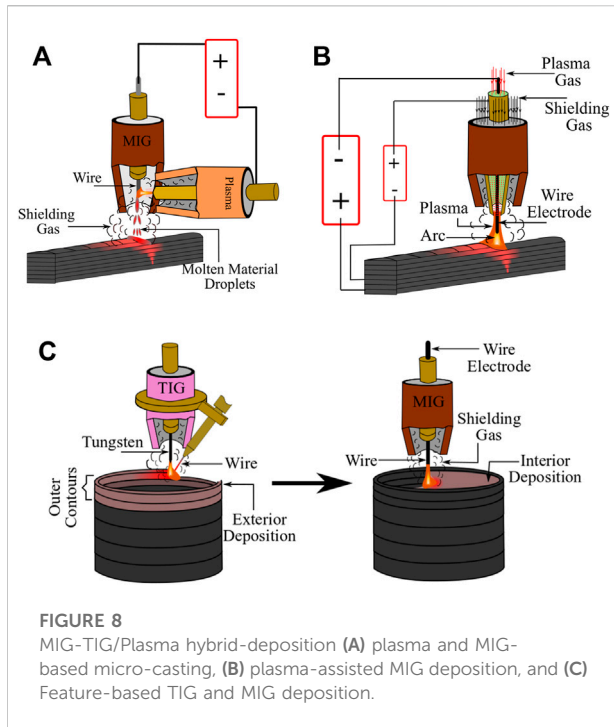 A
+
-
MIG
Wire
Plasma
Shielding
Gas
Molten Material
Droplets
B
Plasma
Gas
Shielding
Gas
-
+
+
-
Plasma
Arc
Wire
Electrode
C
TIG
Tungsten
Wire
Outer
Contours
Exterior
Deposition
Wire
Electrode
MIG
Shielding
Gas
Wire
Interior
Deposition
FIGURE 8
MIG-TIG/Plasma hybrid-deposition (A) plasma and MIG-
based micro-casting, (B) plasma-assisted MIG deposition, and (C)
Feature-based TIG and MIG deposition.